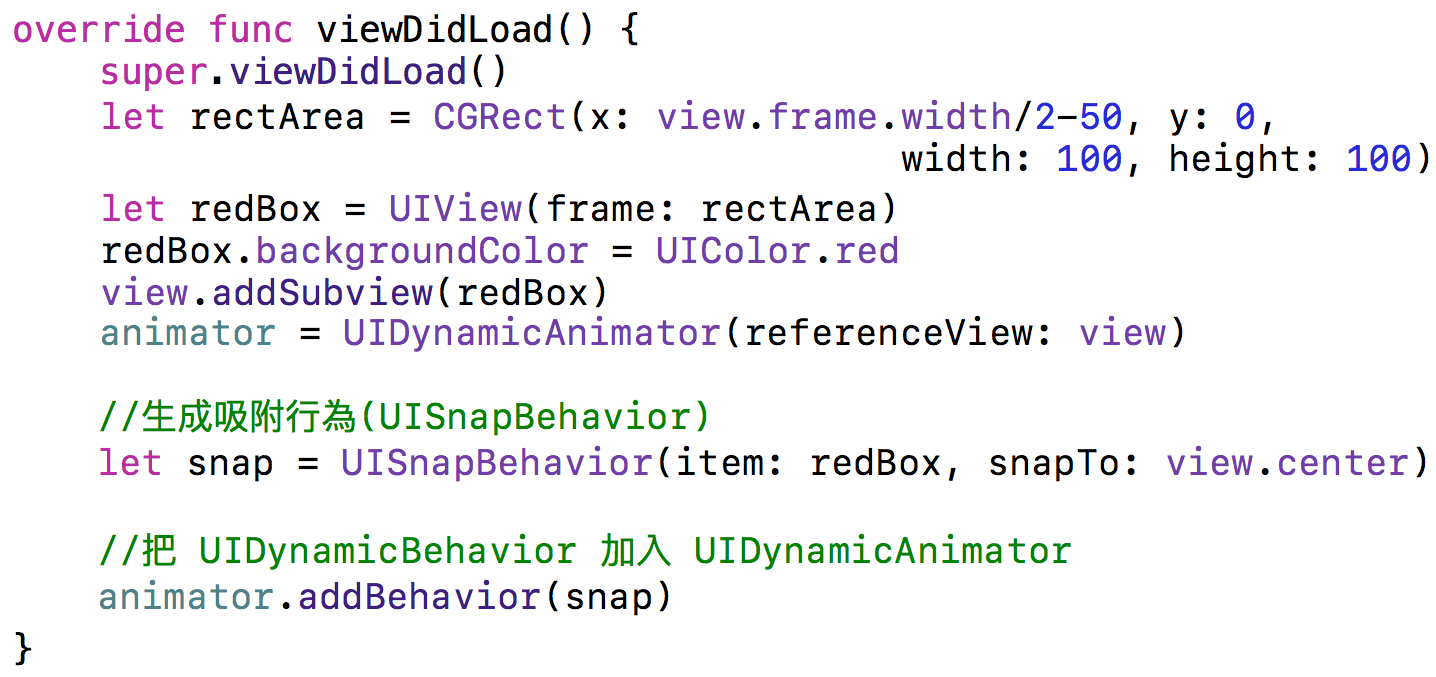 override func viewDidLoad() {
    super.viewDidLoad()
    let rectArea = CGRect(x: view.frame.width/2-50, y: 0,
                                    width: 100, height: 100)
    let redBox = UIView(frame: rectArea)
    redBox.backgroundColor = UIColor.red
    view.addSubview(redBox)
    animator = UIDynamicAnimator(referenceView: view)
    //生成吸附行為(UISnapBehavior)
    let snap = UISnapBehavior(item: redBox, snapTo: view.center)
    //把 UIDynamicBehavior 加入 UIDynamicAnimator
    animator.addBehavior(snap)
}